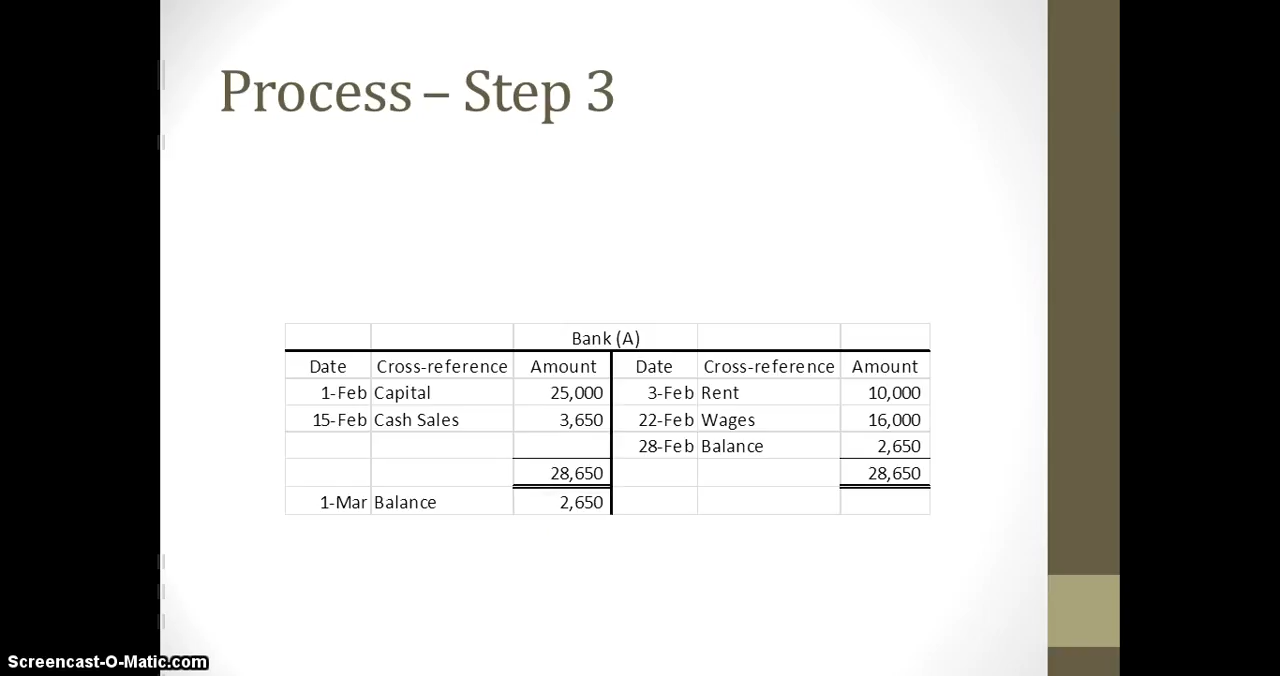 Process – Step 3
Bank (A)
Date Cross-reference Amount Date Cross-reference Amount
1-Feb Capital 25,000 3-Feb Rent 10,000
15-Feb Cash Sales 3,650 22-Feb Wages 16,000
28-Feb Balance 2,650
28,650 28,650
1-Mar Balance 2,650
Screencast-O-Matic.com